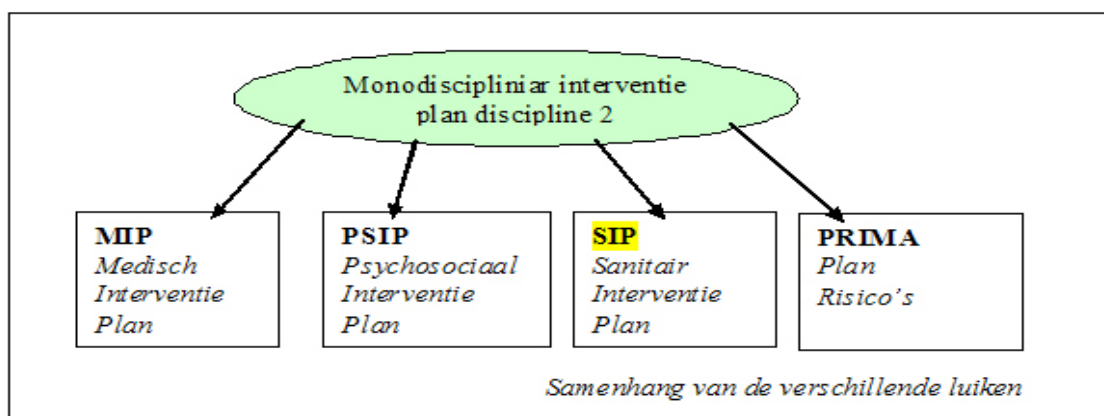 Monodiscipliniar interventie
plan discipline 2
MIP
Medisch
Interventie
Plan
PSIP
Psychosociaal
Interventie
Plan
SIP
Sanitair
Interventie
Plan
PRIMA
Plan
Risico's
Samenhang van de verschillende luiken